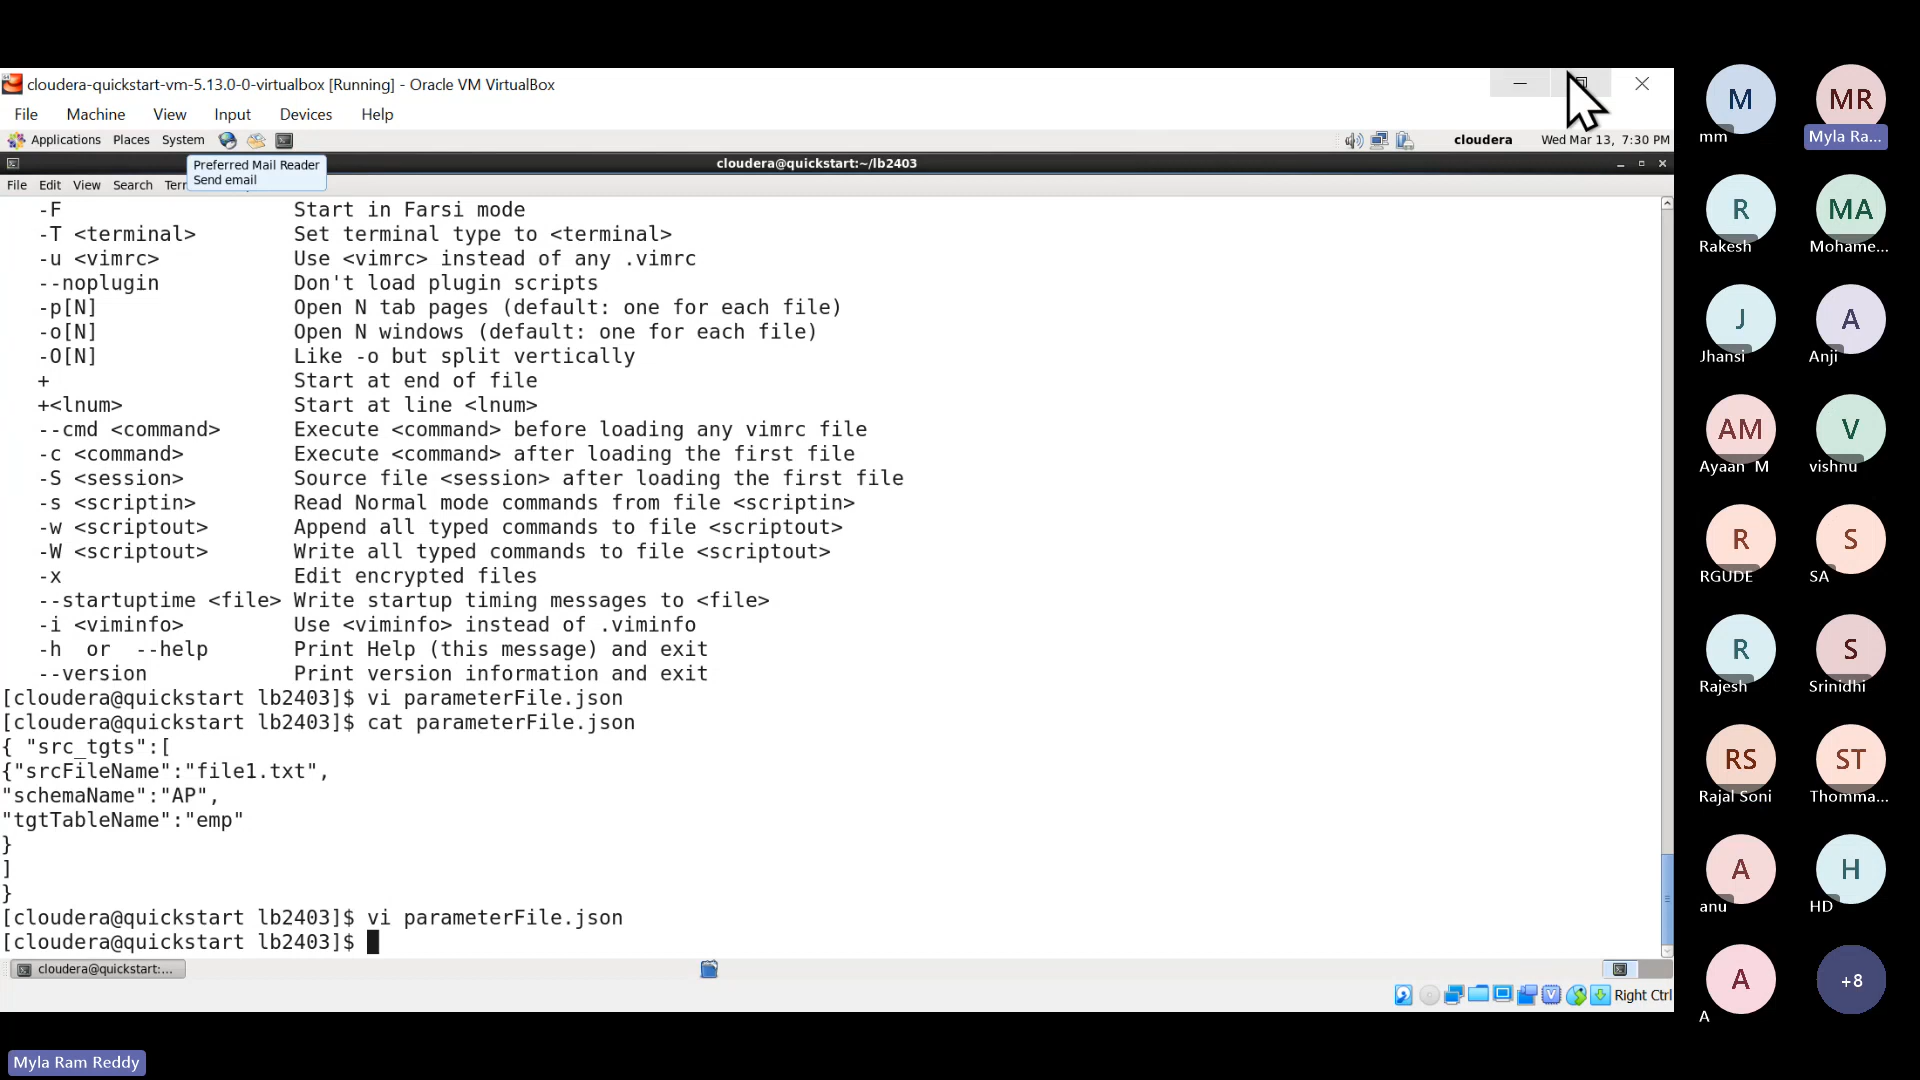 cloudera-quickstart-vm-5.13.0-0-virtualbox [Running] - Oracle VM VirtualBox
File Machine View Input Devices Help
Applications Places System
cloudera Wed Mar 13, 7:30 PM
Preferred Mail Reader
Send email
cloudera@quickstart:~/lb2403
File Edit View Search Ter
-F Start in Farsi mode
-T <terminal> Set terminal type to <terminal>
-u <vimrc> Use <vimrc> instead of any .vimrc
--noplugin Don't load plugin scripts
-p[N] Open N tab pages (default: one for each file)
-o[N] Open N windows (default: one for each file)
-O[N] Like -o but split vertically
+ Start at end of file
+<lnum> Start at line <lnum>
--cmd <command> Execute <command> before loading any vimrc file
-c <command> Execute <command> after loading the first file
-S <session> Source file <session> after loading the first file
-s <scriptin> Read Normal mode commands from file <scriptin>
-w <scriptout> Append all typed commands to file <scriptout>
-W <scriptout> Write all typed commands to file <scriptout>
-x Edit encrypted files
--startuptime <file> Write startup timing messages to <file>
-i <viminfo> Use <viminfo> instead of .viminfo
-h or --help Print Help (this message) and exit
--version Print version information and exit
[cloudera@quickstart lb2403]$ vi parameterFile.json
[cloudera@quickstart lb2403]$ cat parameterFile.json
{ "src_tgts":[
{"srcFileName":"file1.txt",
"schemaName":"AP",
"tgtTableName":"emp"
}
]
}
[cloudera@quickstart lb2403]$ vi parameterFile.json
[cloudera@quickstart lb2403]$
cloudera@quickstart:...
Right Ctrl
Myla Ram Reddy
M MR
mm Myla Ra...
R MA
Rakesh Mohame...
J A
Jhansi Anji
AM V
Ayaan M vishnu
R S
RGUDE SA
R S
Rajesh Srinidhi
RS ST
Rajal Soni Thomma...
A H
anu HD
A +8
A